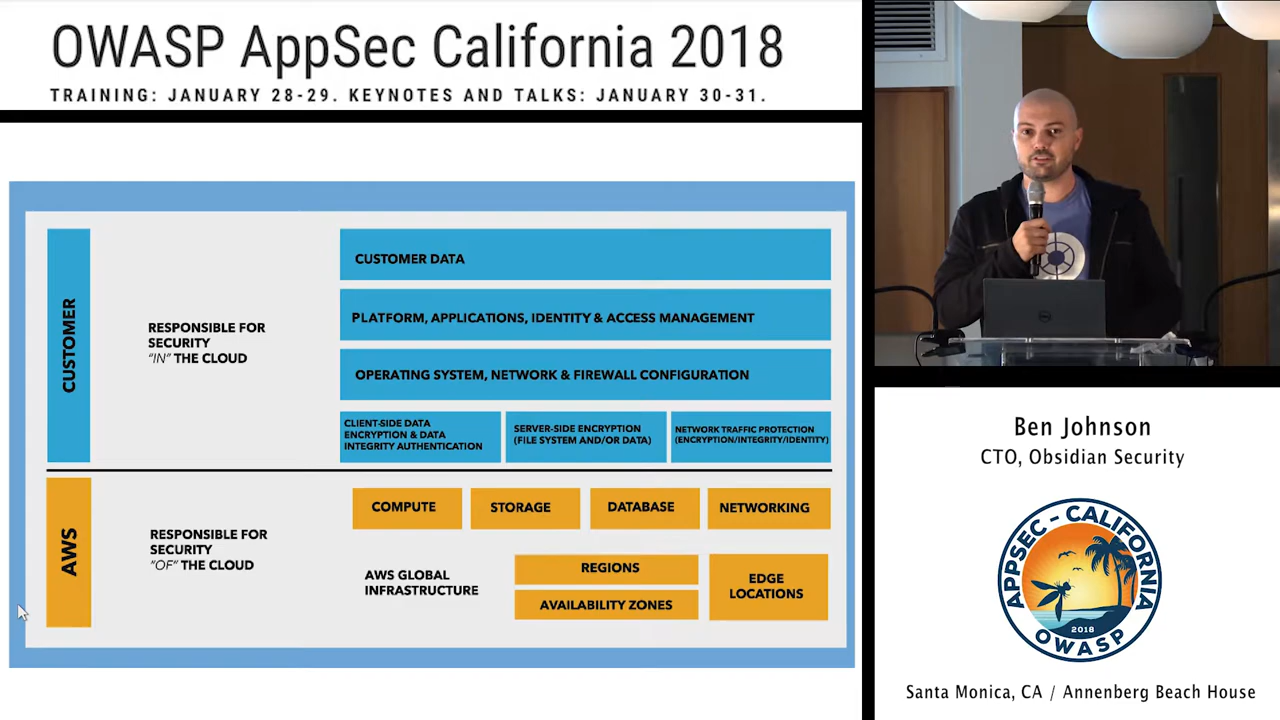 OWASP AppSec California 2018
TRAINING: JANUARY 28-29. KEYNOTES AND TALKS: JANUARY 30-31.
CUSTOMER
RESPONSIBLE FOR
SECURITY
"IN" THE CLOUD
CUSTOMER DATA
PLATFORM, APPLICATIONS, IDENTITY & ACCESS MANAGEMENT
OPERATING SYSTEM, NETWORK & FIREWALL CONFIGURATION
CLIENT-SIDE DATA
ENCRYPTION & DATA
INTEGRITY AUTHENTICATION
SERVER-SIDE ENCRYPTION
(FILE SYSTEM AND/OR DATA)
NETWORK TRAFFIC PROTECTION
(ENCRYPTION/INTEGRITY/IDENTITY)
AWS
RESPONSIBLE FOR
SECURITY
"OF" THE CLOUD
COMPUTE
STORAGE
DATABASE
NETWORKING
AWS GLOBAL
INFRASTRUCTURE
REGIONS
AVAILABILITY ZONES
EDGE
LOCATIONS
DELL
Ben Johnson
CTO, Obsidian Security
APPSEC - CALIFORNIA
2018
OWASP
Santa Monica, CA / Annenberg Beach House